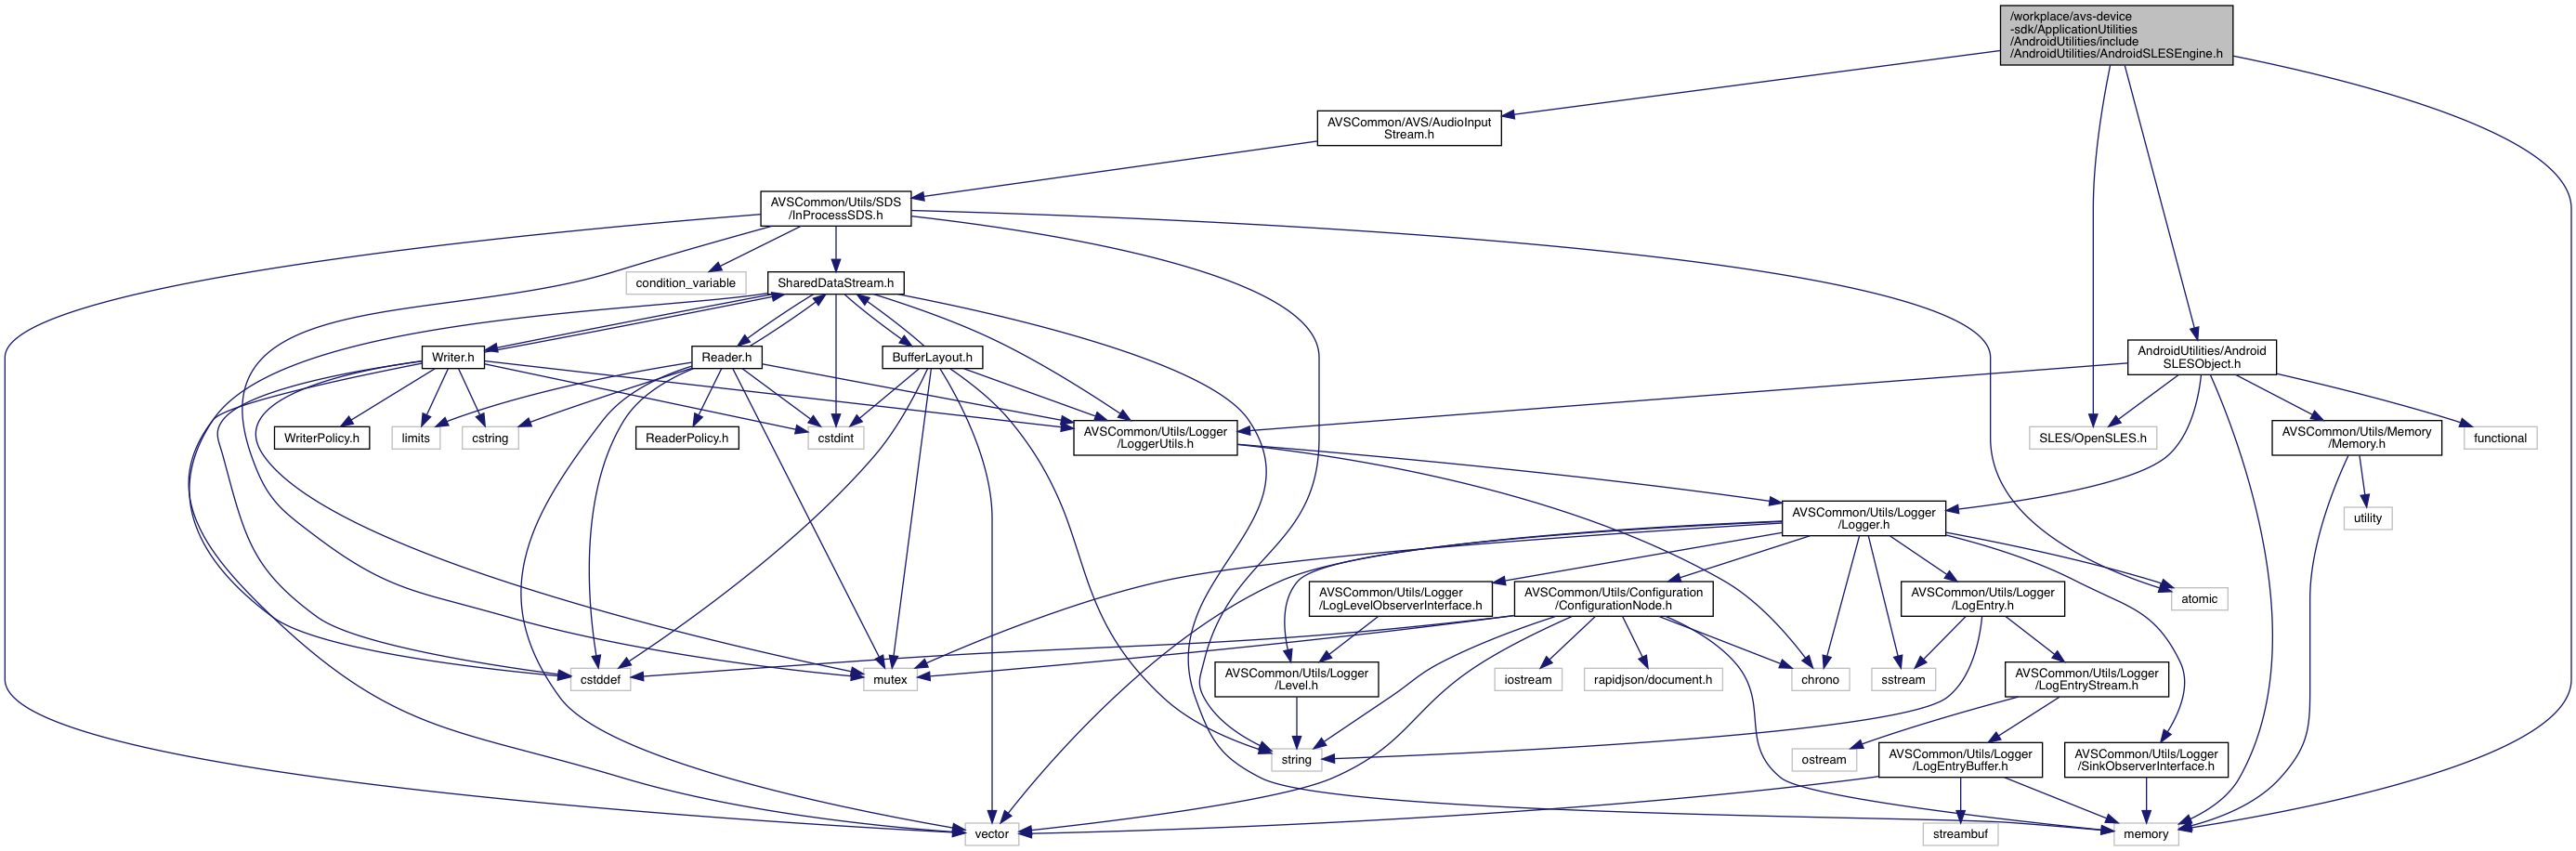 /workplace/avs-device
-sdk/ApplicationUtilities
/AndroidUtilities/include
/AndroidUtilities/AndroidSLESEngine.h
AVSCommon/AVS/AudioInput
Stream.h
AVSCommon/Utils/SDS
/InProcessSDS.h
condition_variable
SharedDataStream.h
Writer.h
Reader.h
BufferLayout.h
AndroidUtilities/Android
SLESObject.h
WriterPolicy.h
limits
cstring
ReaderPolicy.h
cstdint
AVSCommon/Utils/Logger
/LoggerUtils.h
SLES/OpenSLES.h
AVSCommon/Utils/Memory
/Memory.h
functional
AVSCommon/Utils/Logger
/Logger.h
utility
AVSCommon/Utils/Logger
/LogLevelObserverInterface.h
AVSCommon/Utils/Configuration
/ConfigurationNode.h
AVSCommon/Utils/Logger
/LogEntry.h
atomic
cstddef
mutex
AVSCommon/Utils/Logger
/Level.h
iostream
rapidjson/document.h
chrono
sstream
AVSCommon/Utils/Logger
/LogEntryStream.h
string
ostream
AVSCommon/Utils/Logger
/LogEntryBuffer.h
AVSCommon/Utils/Logger
/SinkObserverInterface.h
vector
streambuf
memory